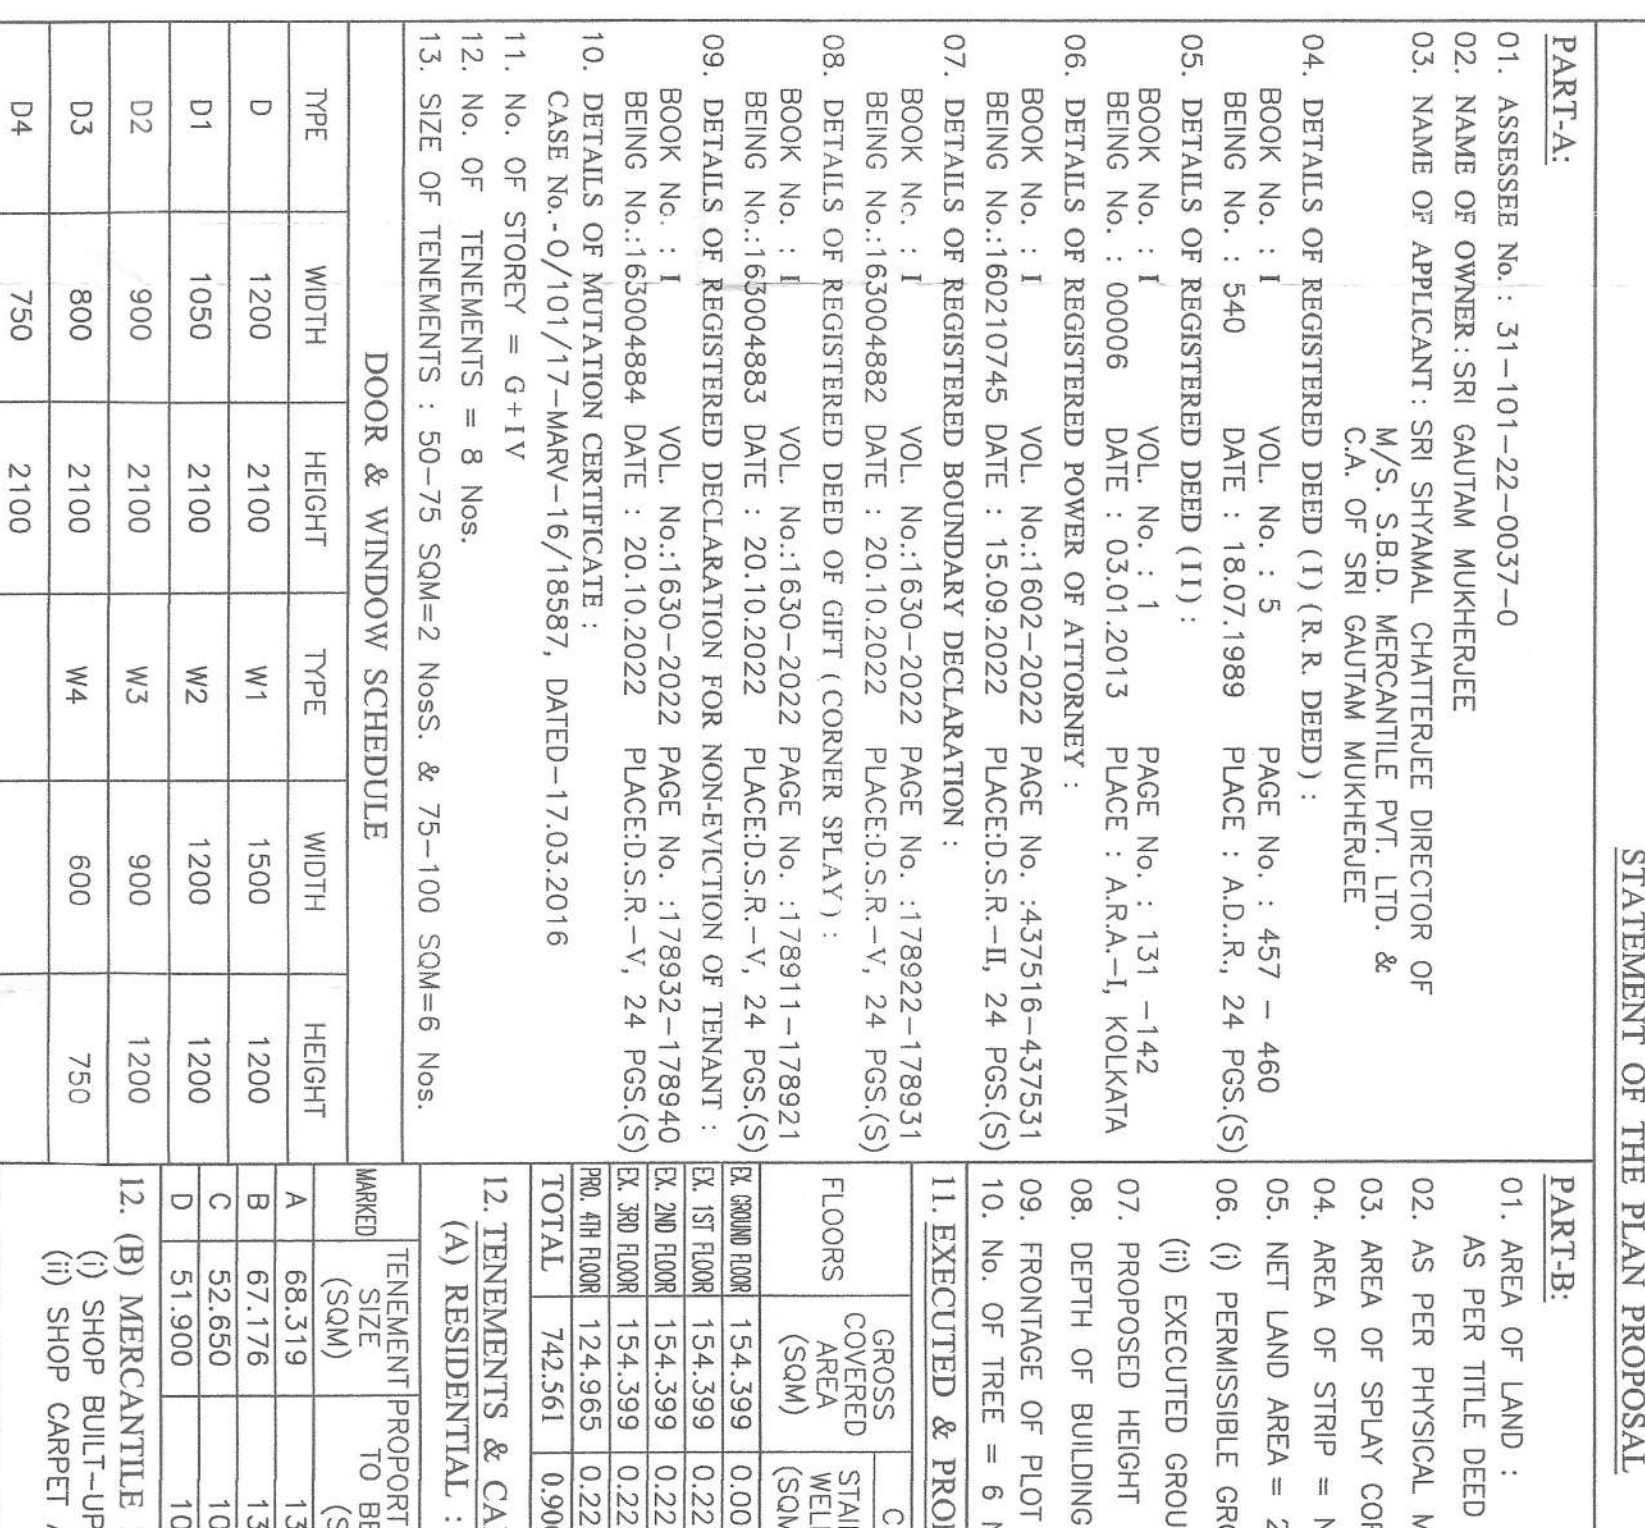 STATEMENT OF THE PLAN PROPOSAL
PART-A:
01. ASSESSEE No. : 31-101-22-0037-0
02. NAME OF OWNER : SRI GAUTAM MUKHERJEE
03. NAME OF APPLICANT : SRI SHYAMAL CHATTERJEE DIRECTOR OF
M/S. S.B.D. MERCANTILE PVT. LTD. &
C.A. OF SRI GAUTAM MUKHERJEE
04. DETAILS OF REGISTERED DEED (I) (R.R. DEED) :
BOOK No. : I VOL. No. : 5 PAGE No. : 457 - 460
BEING No. : 540 DATE : 18.07.1989 PLACE : A.D..R., 24 PGS.(S)
05. DETAILS OF REGISTERED DEED (II) :
BOOK No. : I VOL. No. : 1 PAGE No. : 131 -142
BEING No. : 00006 DATE : 03.01.2013 PLACE : A.R.A.-I, KOLKATA
06. DETAILS OF REGISTERED POWER OF ATTORNEY :
BOOK No. : I VOL. No.:1602-2022 PAGE No. :437516-437531
BEING No.:160210745 DATE : 15.09.2022 PLACE:D.S.R.-II, 24 PGS.(S)
07. DETAILS OF REGISTERED BOUNDARY DECLARATION :
BOOK No. : I VOL. No.:1630-2022 PAGE No. :178922-178931
BEING No.:163004882 DATE : 20.10.2022 PLACE:D.S.R.-V, 24 PGS.(S)
08. DETAILS OF REGISTERED DEED OF GIFT (CORNER SPLAY) :
BOOK No. : I VOL. No.:1630-2022 PAGE No. :178911-178921
BEING No.:163004883 DATE : 20.10.2022 PLACE:D.S.R.-V, 24 PGS.(S)
09. DETAILS OF REGISTERED DECLARATION FOR NON-EVICTION OF TENANT :
BOOK No. : I VOL. No.:1630-2022 PAGE No. :178932-178940
BEING No.:163004884 DATE : 20.10.2022 PLACE:D.S.R.-V, 24 PGS.(S)
10. DETAILS OF MUTATION CERTIFICATE :
CASE No.-O/101/17-MARV-16/18587, DATED-17.03.2016
11. No. OF STOREY = G+IV
12. No. OF TENEMENTS = 8 Nos.
13. SIZE OF TENEMENTS : 50-75 SQM=2 NosS. & 75-100 SQM=6 Nos.
DOOR & WINDOW SCHEDULE
TYPE WIDTH HEIGHT TYPE WIDTH HEIGHT
D 1200 2100 W1 1500 1200
D1 1050 2100 W2 1200 1200
D2 900 2100 W3 900 1200
D3 800 2100 W4 600 750
D4 750 2100
PART-B:
01. AREA OF LAND :
AS PER TITLE DEED
02. AS PER PHYSICAL
03. AREA OF SPLAY
04. AREA OF STRIP =
05. NET LAND AREA =
06. (i) PERMISSIBLE
(ii) EXECUTED
07. PROPOSED HEIGHT
08. DEPTH OF BUILDING
09. FRONTAGE OF PLOT
10. No. OF TREE = 6
11. EXECUTED &
FLOORS GROSS COVERED AREA (SQM)
EX. GROUND FLOOR 154.399 0.00
EX. 1ST FLOOR 154.399 0.22
EX. 2ND FLOOR 154.399 0.22
EX. 3RD FLOOR 154.399 0.22
PRO. 4TH FLOOR 124.965 0.22
TOTAL 742.561
12. TENEMENTS &
(A) RESIDENTIAL :
MARKED TENEMENT SIZE (SQM)
A 68.319 13
B 67.176 13
C 52.650 10
D 51.900 10
12. (B) MERCANTILE
(i) SHOP BUILT-UP
(ii) SHOP CARPET